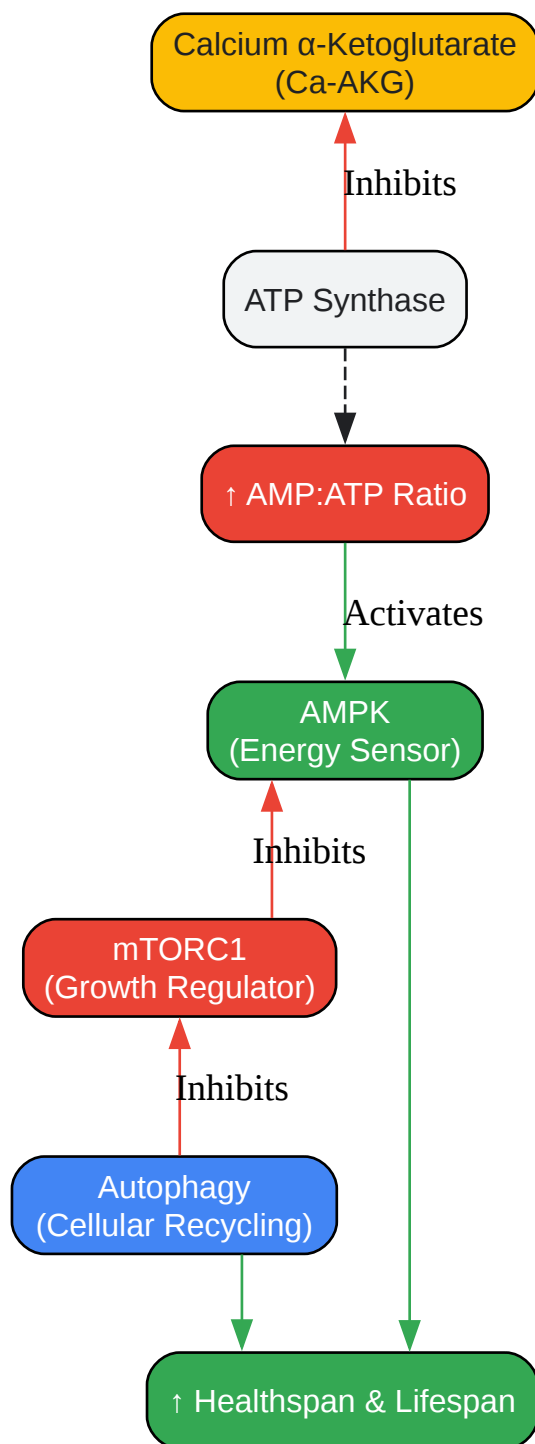 Calcium α-Ketoglutarate
(Ca-AKG)
Inhibits
ATP Synthase
↑ AMP:ATP Ratio
Activates
AMPK
(Energy Sensor)
Inhibits
mTORC1
(Growth Regulator)
Inhibits
Autophagy
(Cellular Recycling)
↑ Healthspan & Lifespan